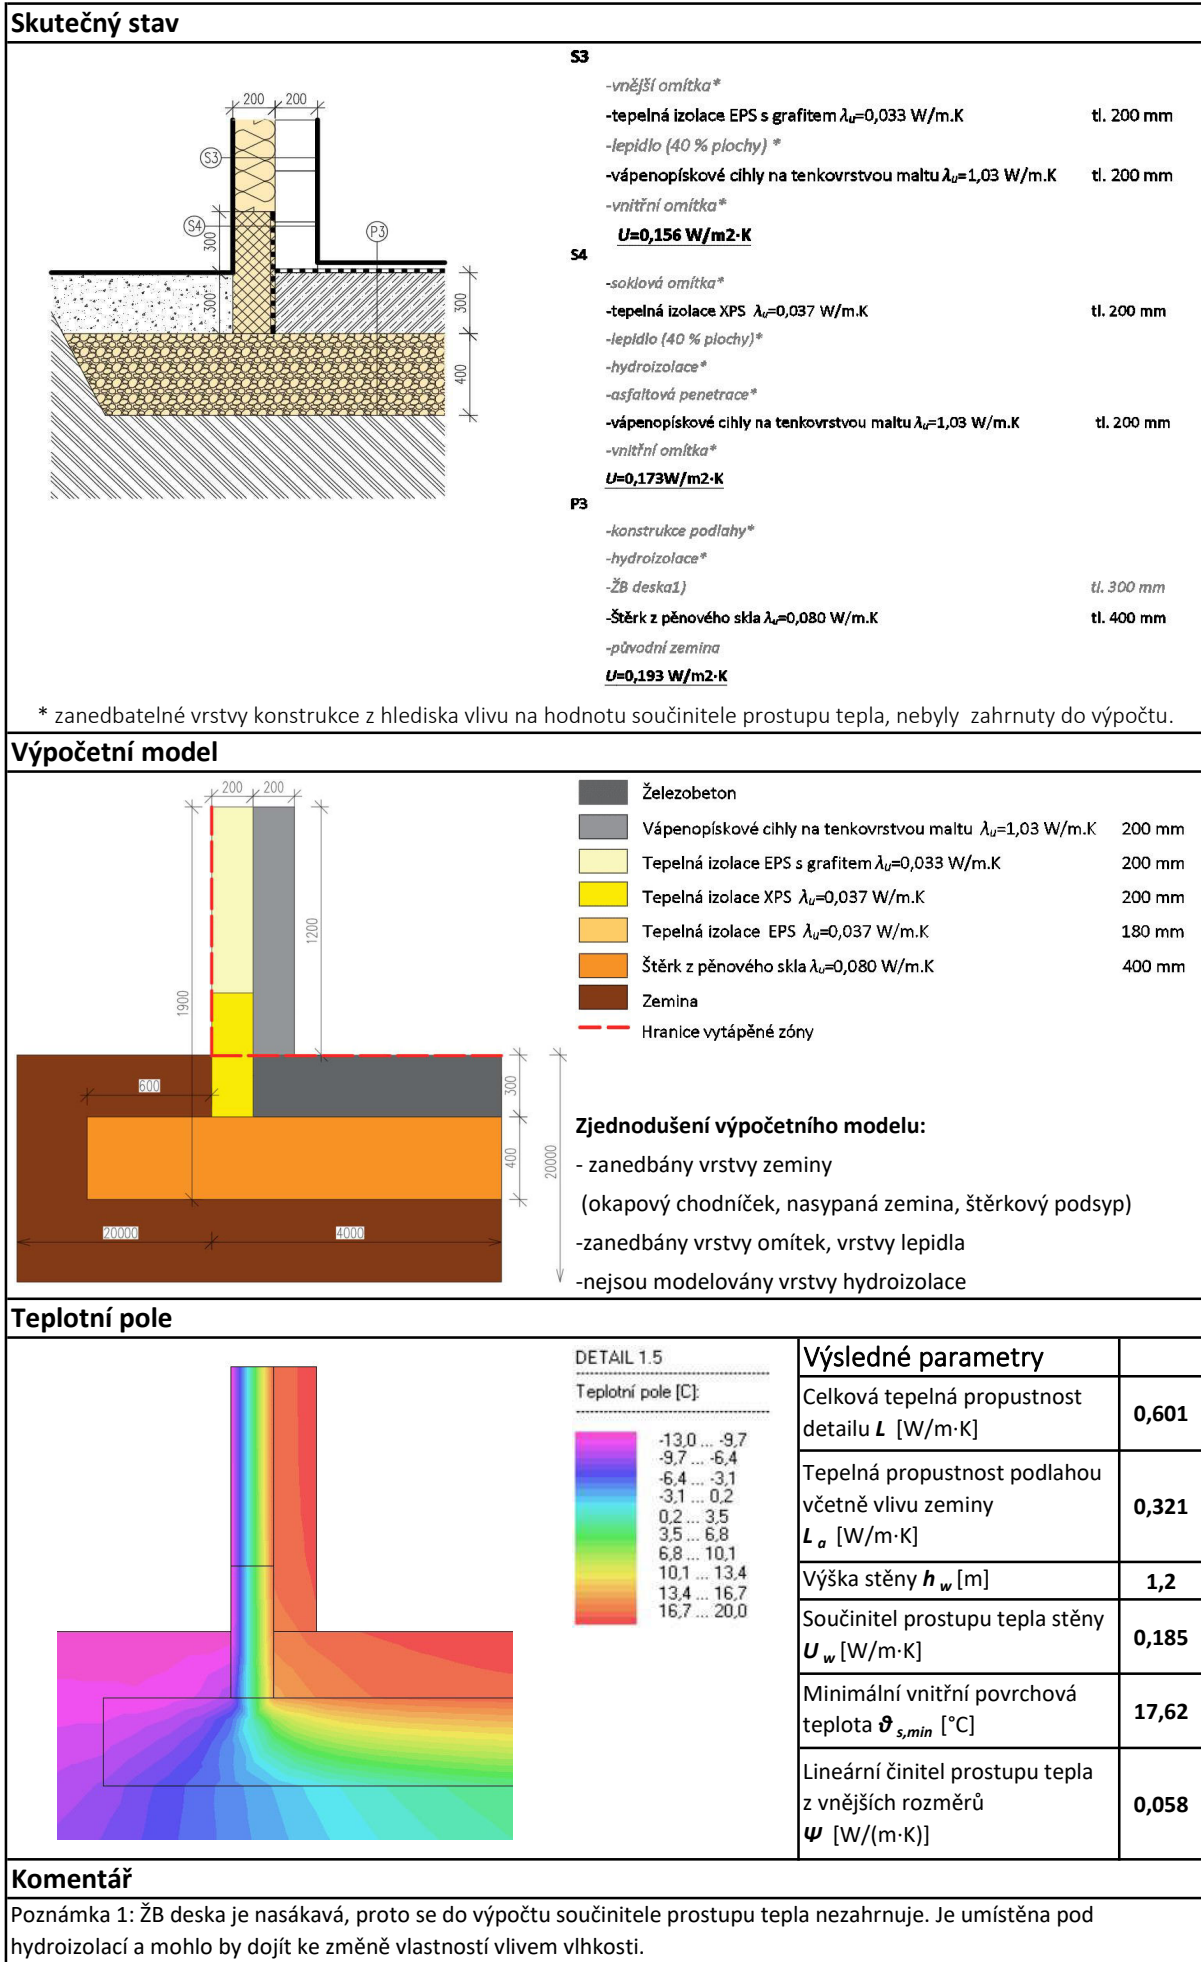 Skutečný stav
200 200
S3
S4
P3
300
300
300
400
S3
-vnější omítka*
-tepelná izolace EPS s grafitem λu=0,033 W/m.K tl. 200 mm
-lepidlo (40 % plochy) *
-vápenopískové cihly na tenkovrstvou maltu λu=1,03 W/m.K tl. 200 mm
-vnitřní omítka*
U=0,156 W/m2·K
S4
-soklová omítka*
-tepelná izolace XPS λu=0,037 W/m.K tl. 200 mm
-lepidlo (40 % plochy)*
-hydroizolace*
-asfaltová penetrace*
-vápenopískové cihly na tenkovrstvou maltu λu=1,03 W/m.K tl. 200 mm
-vnitřní omítka*
U=0,173W/m2·K
P3
-konstrukce podlahy*
-hydroizolace*
-ŽB deska1) tl. 300 mm
-Štěrk z pěnového skla λu=0,080 W/m.K tl. 400 mm
-původní zemina
U=0,193 W/m2·K
* zanedbatelné vrstvy konstrukce z hlediska vlivu na hodnotu součinitele prostupu tepla, nebyly zahrnuty do výpočtu.
Výpočetní model
200 200
1900
1200
600
300
400
20000
20000
4000
Železobeton
Vápenopískové cihly na tenkovrstvou maltu λu=1,03 W/m.K 200 mm
Tepelná izolace EPS s grafitem λu=0,033 W/m.K 200 mm
Tepelná izolace XPS λu=0,037 W/m.K 200 mm
Tepelná izolace EPS λu=0,037 W/m.K 180 mm
Štěrk z pěnového skla λu=0,080 W/m.K 400 mm
Zemina
Hranice vytápěné zóny
Zjednodušení výpočetního modelu:
- zanedbány vrstvy zeminy
(okapový chodníček, nasypaná zemina, štěrkový podsyp)
-zanedbány vrstvy omítek, vrstvy lepidla
-nejsou modelovány vrstvy hydroizolace
Teplotní pole
DETAIL 1.5
Teplotní pole [C]:
-13,0 ... -9,7
-9,7 ... -6,4
-6,4 ... -3,1
-3,1 ... 0,2
0,2 ... 3,5
3,5 ... 6,8
6,8 ... 10,1
10,1 ... 13,4
13,4 ... 16,7
16,7 ... 20,0
Výsledné parametry
Celková tepelná propustnost
detailu L [W/m·K] 0,601
Tepelná propustnost podlahou
včetně vlivu zeminy
L a [W/m·K] 0,321
Výška stěny h w [m] 1,2
Součinitel prostupu tepla stěny
U w [W/m·K] 0,185
Minimální vnitřní povrchová
teplota ϑ s,min [°C] 17,62
Lineární činitel prostupu tepla
z vnějších rozměrů
Ψ [W/(m·K)] 0,058
Komentář
Poznámka 1: ŽB deska je nasákavá, proto se do výpočtu součinitele prostupu tepla nezahrnuje. Je umístěna pod
hydroizolací a mohlo by dojít ke změně vlastností vlivem vlhkosti.